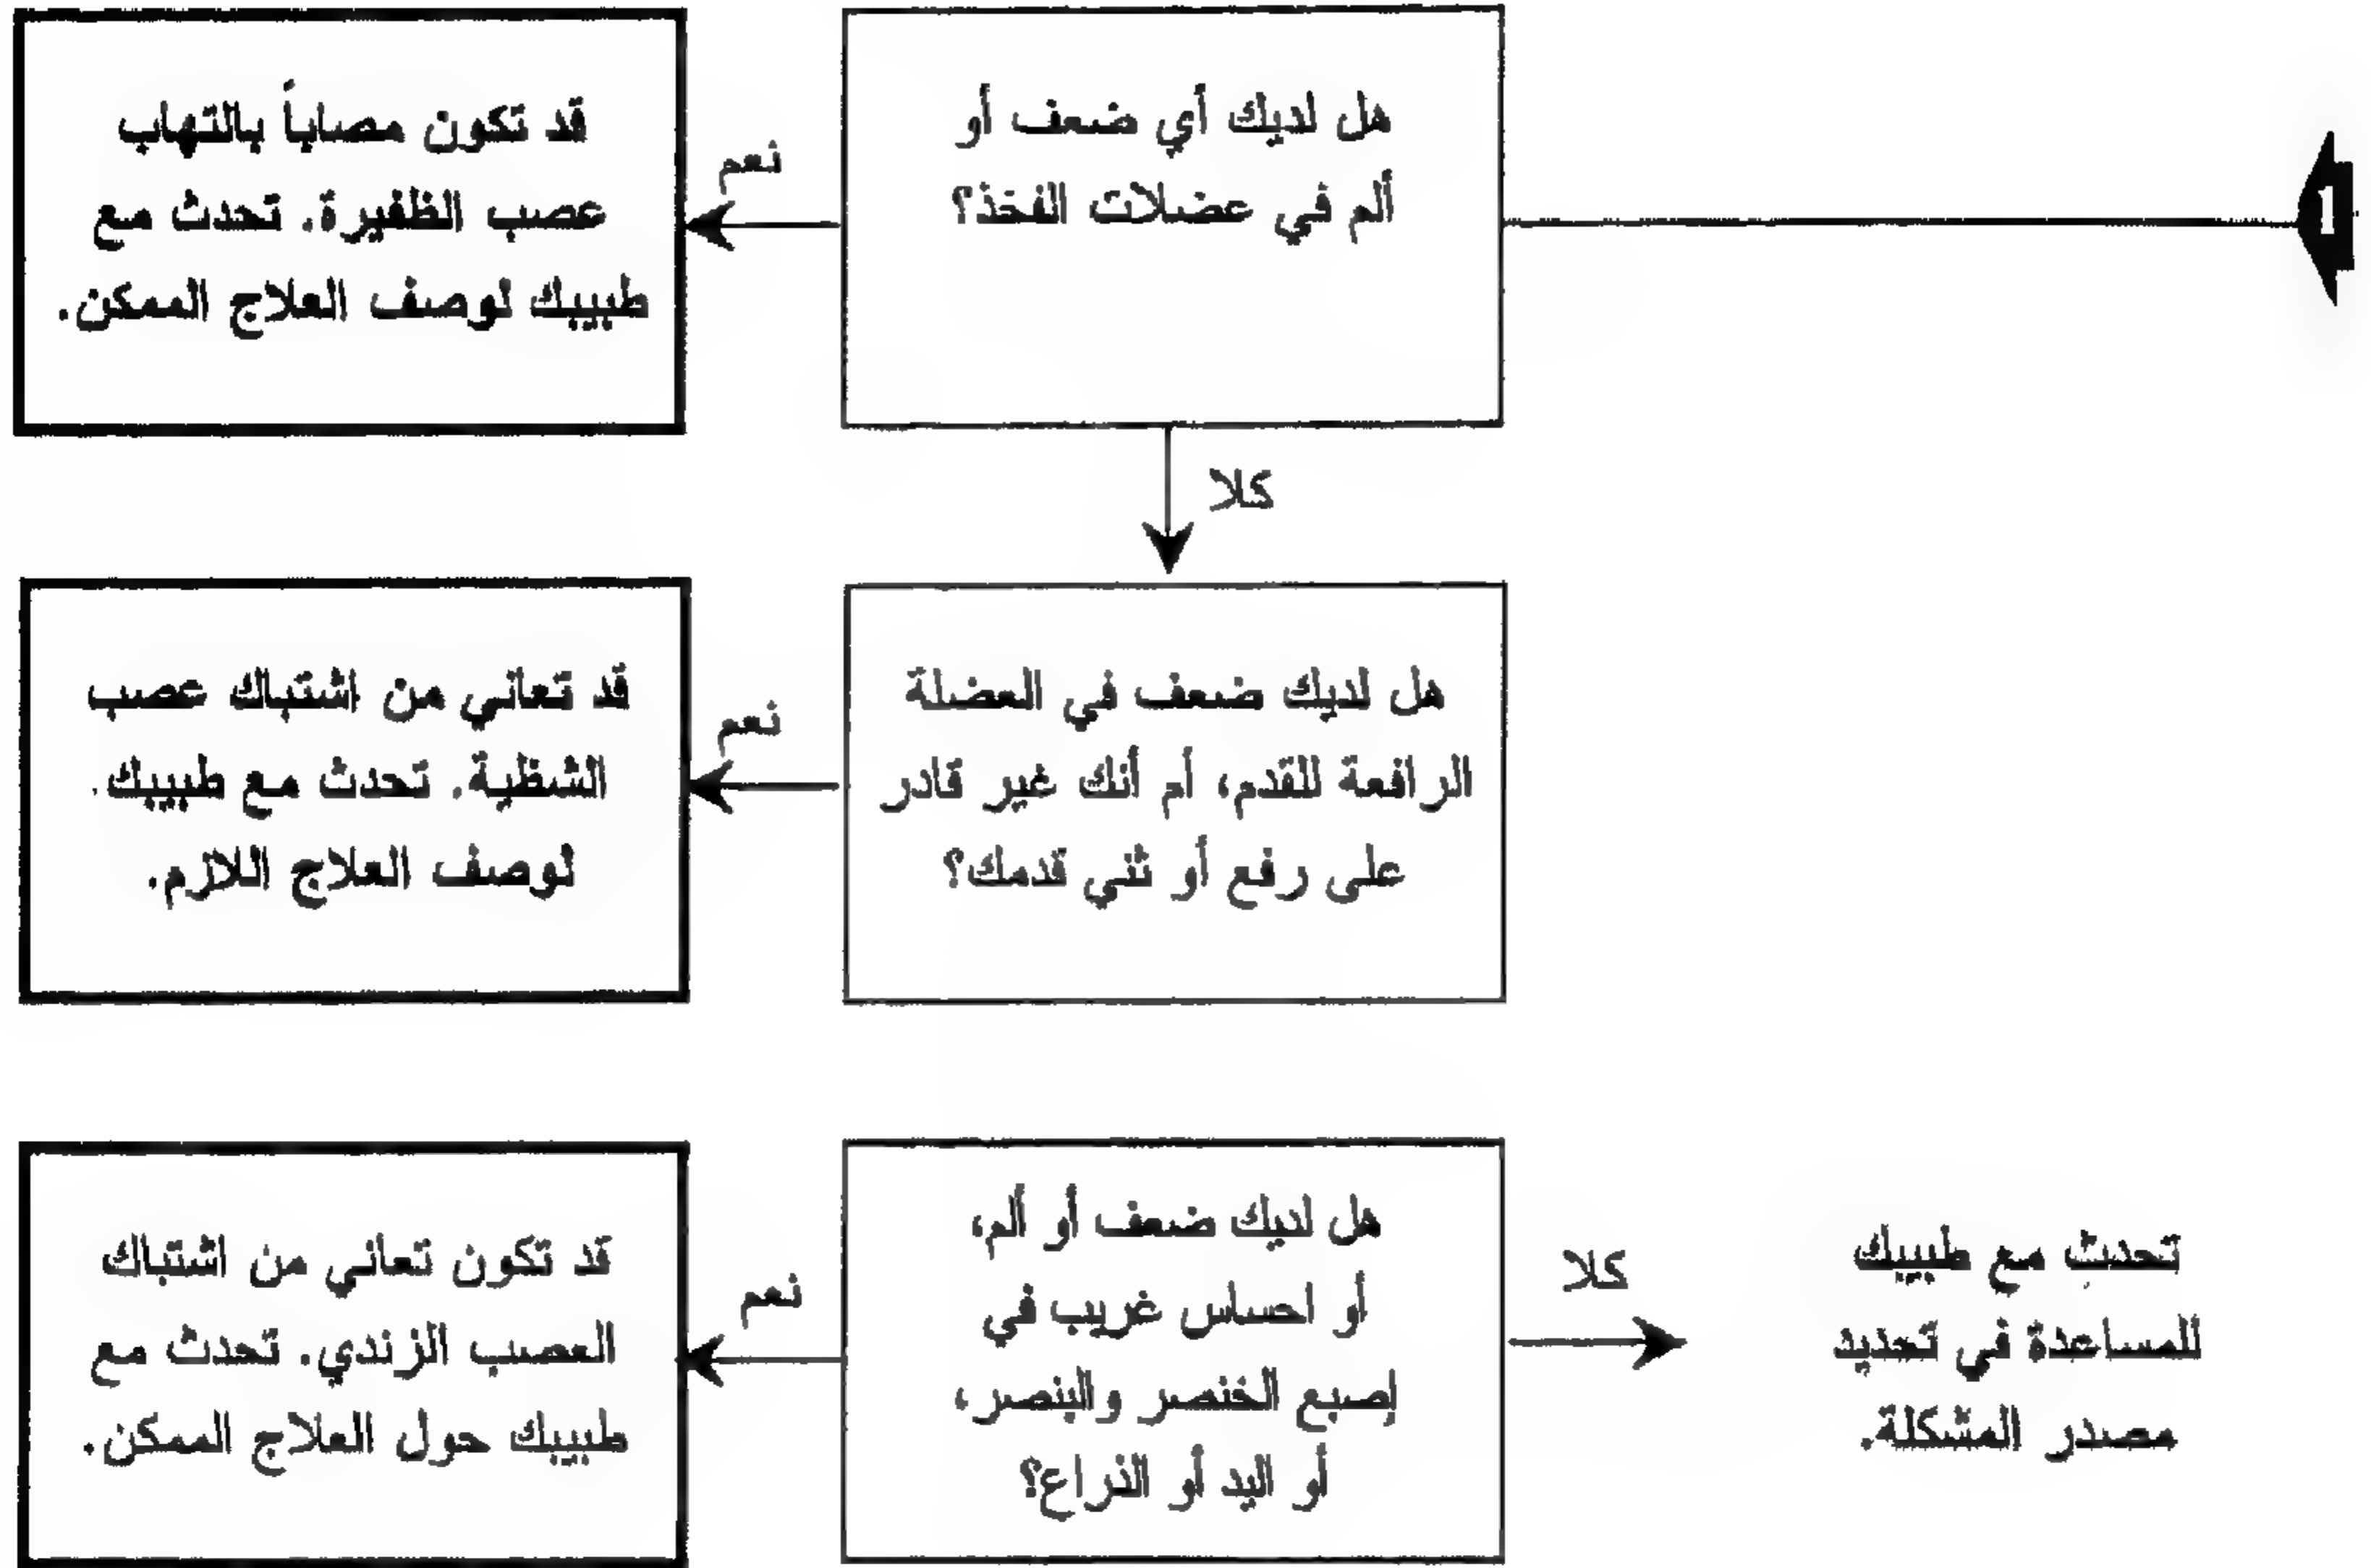 1
هل لديك أي ضعف أو
ألم في عضلات الفخذ؟
نعم
قد تكون مصاباً بالتهاب
عصب الظفيرة. تحدث مع
طبيبك لوصف العلاج الممكن.
كلا
هل لديك ضعف في العضلة
الرافعة للقدم، أم أنك غير قادر
على رفع أو ثني قدمك؟
نعم
قد تعاني من اشتباك عصب
الشظية. تحدث مع طبيبك.
لوصف العلاج اللازم.
هل لديك ضعف أو ألم،
أو احساس غريب في
إصبع الخنصر والبنصر،
أو اليد أو الذراع؟
نعم
قد تكون تعاني من اشتباك
العصب الزندي. تحدث مع
طبيبك حول العلاج الممكن.
كلا
تحدث مع طبيبك
للمساعدة في تحديد
مصدر المشكلة.